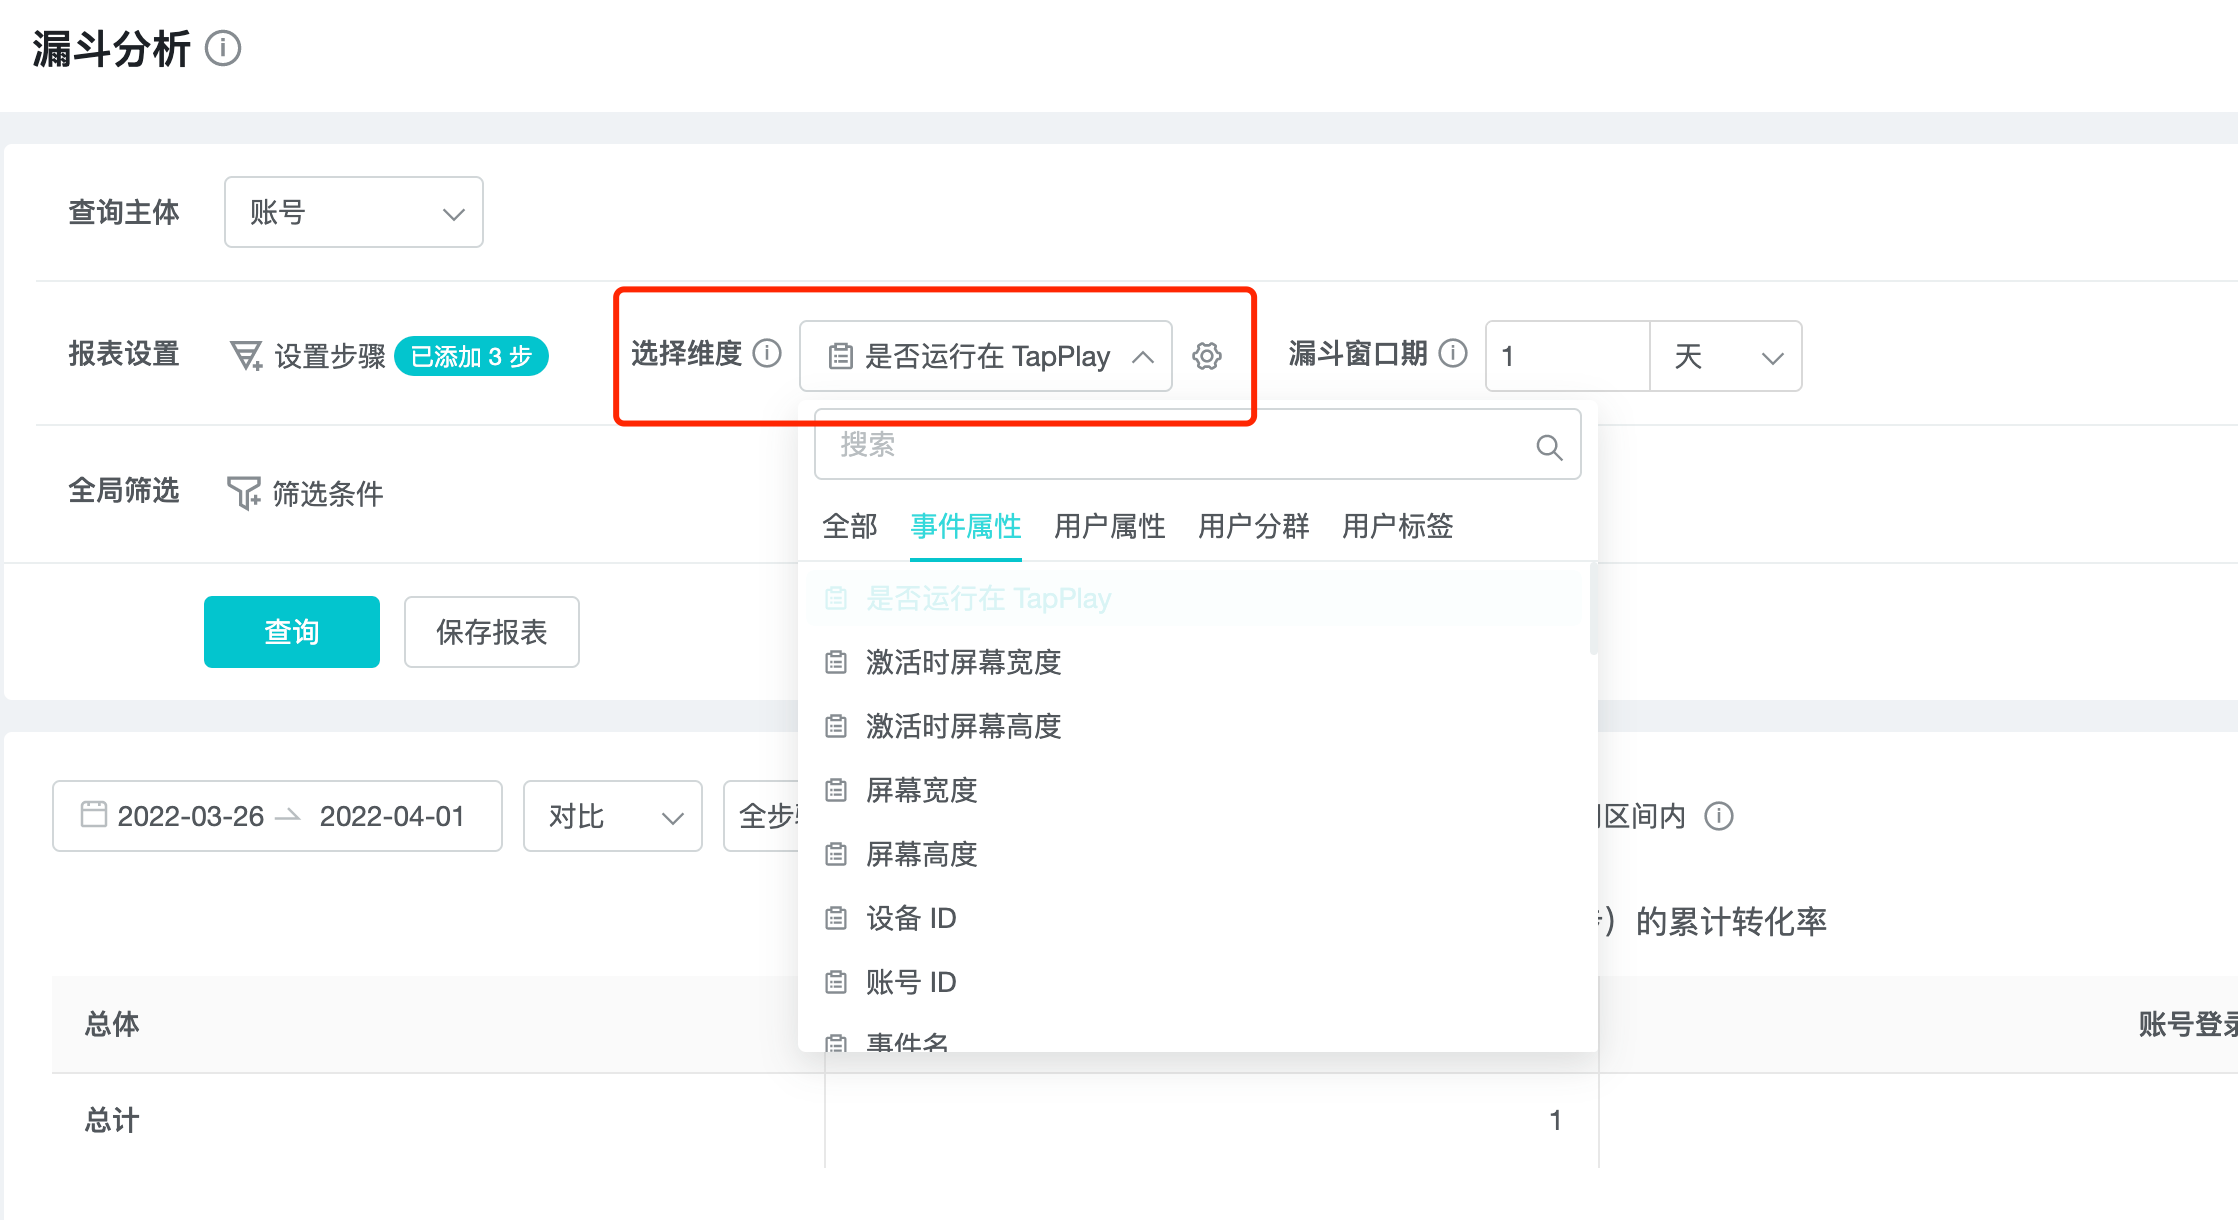 漏斗分析
查询主体 账号
报表设置 设置步骤 已添加 3 步 选择维度 是否运行在 TapPlay 漏斗窗口期 1 天
搜索
全局筛选 筛选条件
全部 事件属性 用户属性 用户分群 用户标签
是否运行在 TapPlay
查询 保存报表
激活时屏幕宽度
激活时屏幕高度
屏幕宽度
2022-03-26 2022-04-01 对比 全步 区间内
屏幕高度
设备 ID
）的累计转化率
账号 ID
总体 账号登录
事件名
总计 1